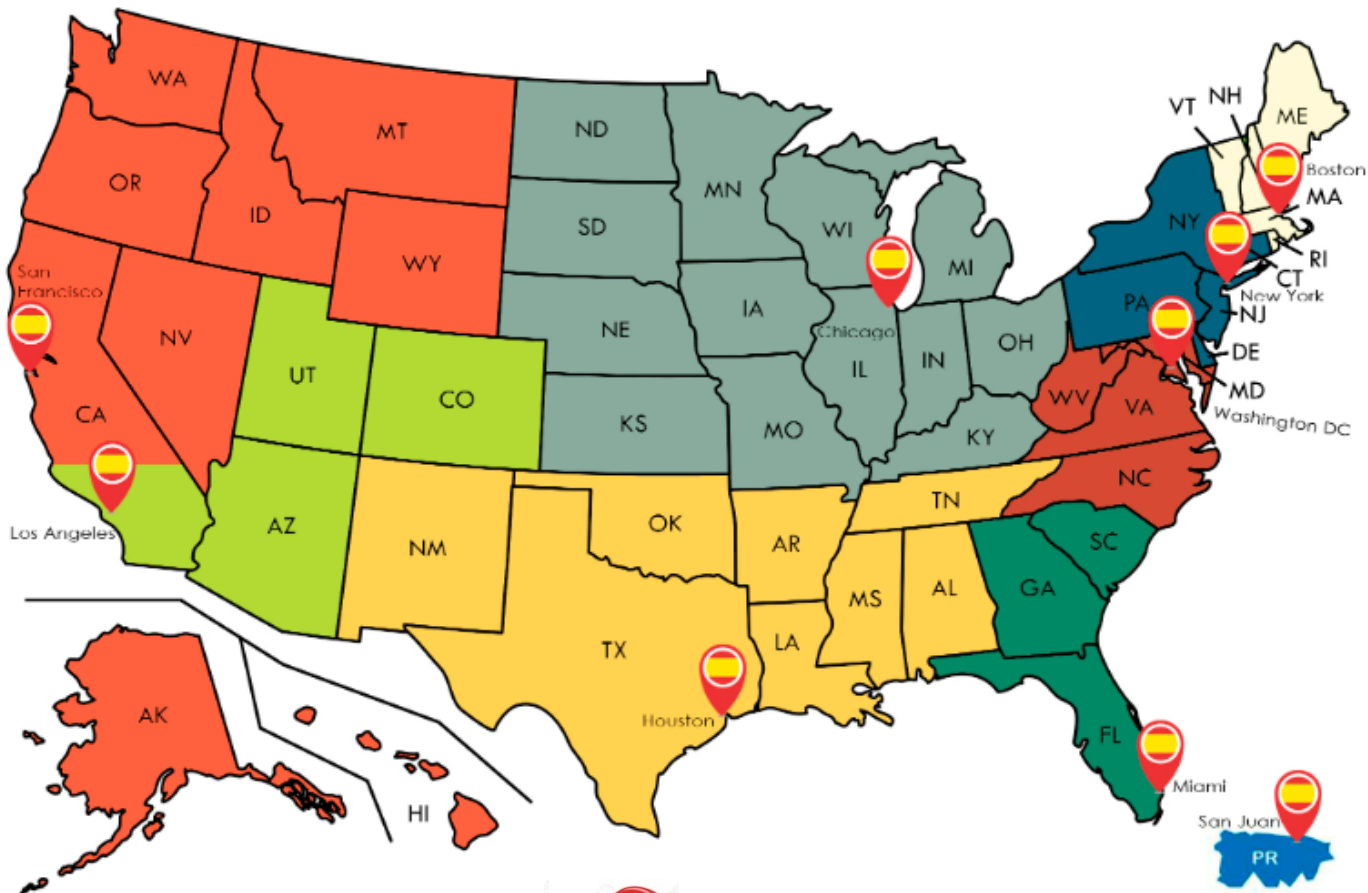 WA
MT
ND
MN
VT
NH
ME
OR
ID
SD
WI
MI
NY
Boston
MA
RI
CT
WY
San
Francisco
NV
NE
IA
Chicago
IL
IN
OH
PA
New York
NJ
DE
MD
Washington DC
UT
CO
CA
KS
MO
KY
WV
VA
NC
Los Angeles
AZ
NM
OK
AR
TN
SC
GA
AL
MS
LA
TX
Houston
FL
Miami
AK
HI
San Juan
PR